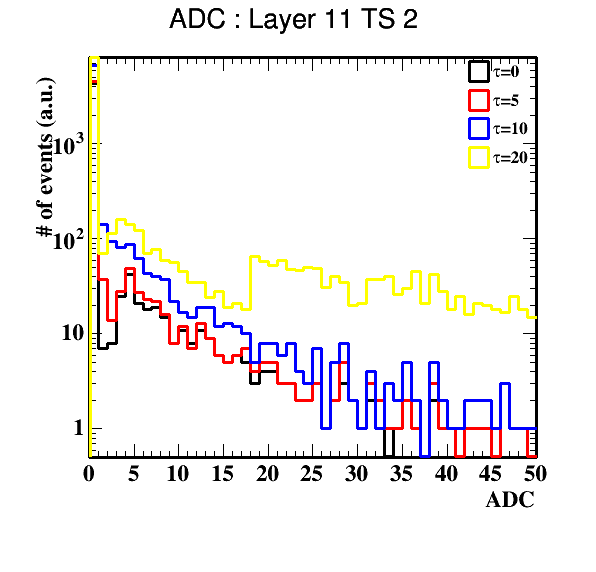 ADC : Layer 11 TS 2
# of events (a.u.)
τ=0
τ=5
τ=10
τ=20
10³
10²
10
1
0 5 10 15 20 25 30 35 40 45 50
ADC